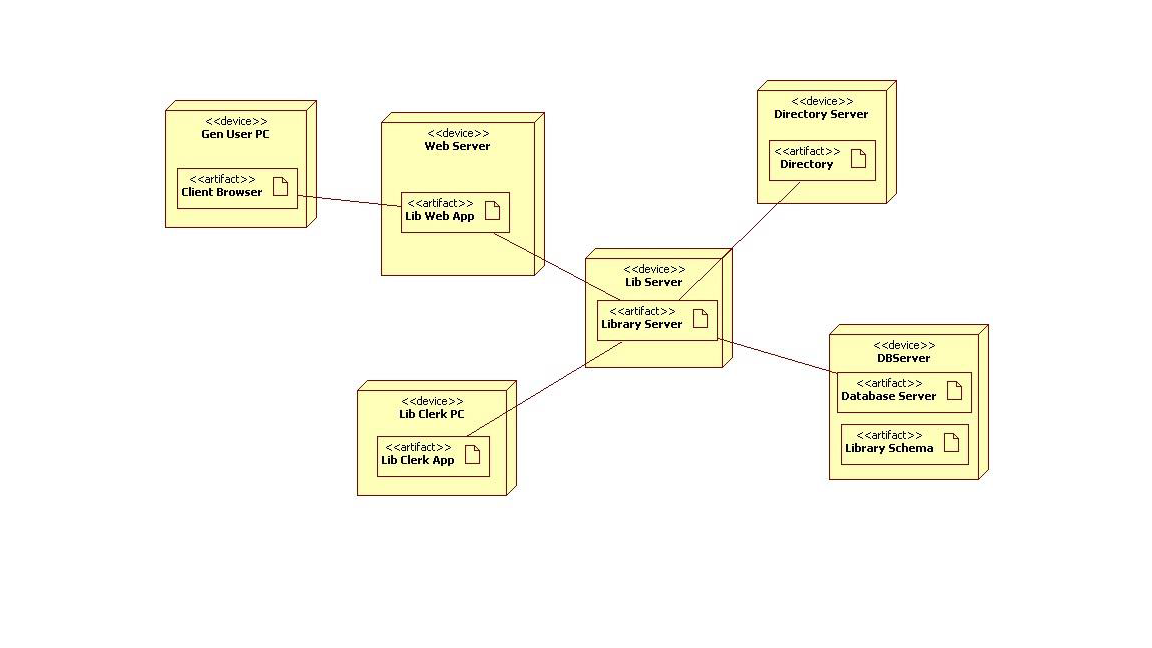 <<device>>
Gen User PC
<<artifact>>
Client Browser
<<device>>
Web Server
<<artifact>>
Lib Web App
<<device>>
Directory Server
<<artifact>>
Directory
<<device>>
Lib Server
<<artifact>>
Library Server
<<device>>
DBServer
<<artifact>>
Database Server
<<artifact>>
Library Schema
<<device>>
Lib Clerk PC
<<artifact>>
Lib Clerk App